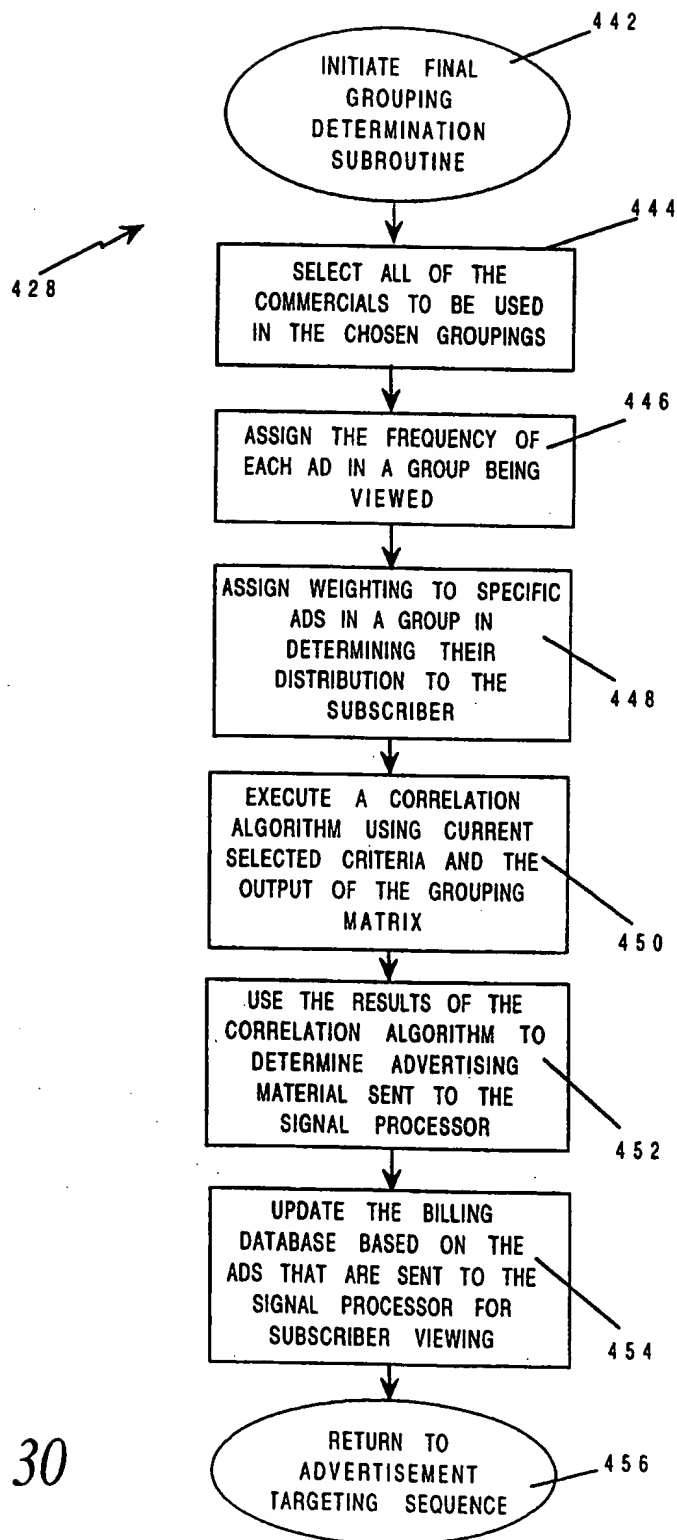 442
INITIATE FINAL
GROUPING
DETERMINATION
SUBROUTINE
444
428
SELECT ALL OF THE
COMMERCIALS TO BE USED
IN THE CHOSEN GROUPINGS
446
ASSIGN THE FREQUENCY OF
EACH AD IN A GROUP BEING
VIEWED
ASSIGN WEIGHTING TO SPECIFIC
ADS IN A GROUP IN
DETERMINING THEIR
DISTRIBUTION TO THE
SUBSCRIBER
448
EXECUTE A CORRELATION
ALGORITHM USING CURRENT
SELECTED CRITERIA AND THE
OUTPUT OF THE GROUPING
MATRIX
450
USE THE RESULTS OF THE
CORRELATION ALGORITHM TO
DETERMINE ADVERTISING
MATERIAL SENT TO THE
SIGNAL PROCESSOR
452
UPDATE THE BILLING
DATABASE BASED ON THE
ADS THAT ARE SENT TO THE
SIGNAL PROCESSOR FOR
SUBSCRIBER VIEWING
454
30
RETURN TO
ADVERTISEMENT
TARGETING SEQUENCE
456